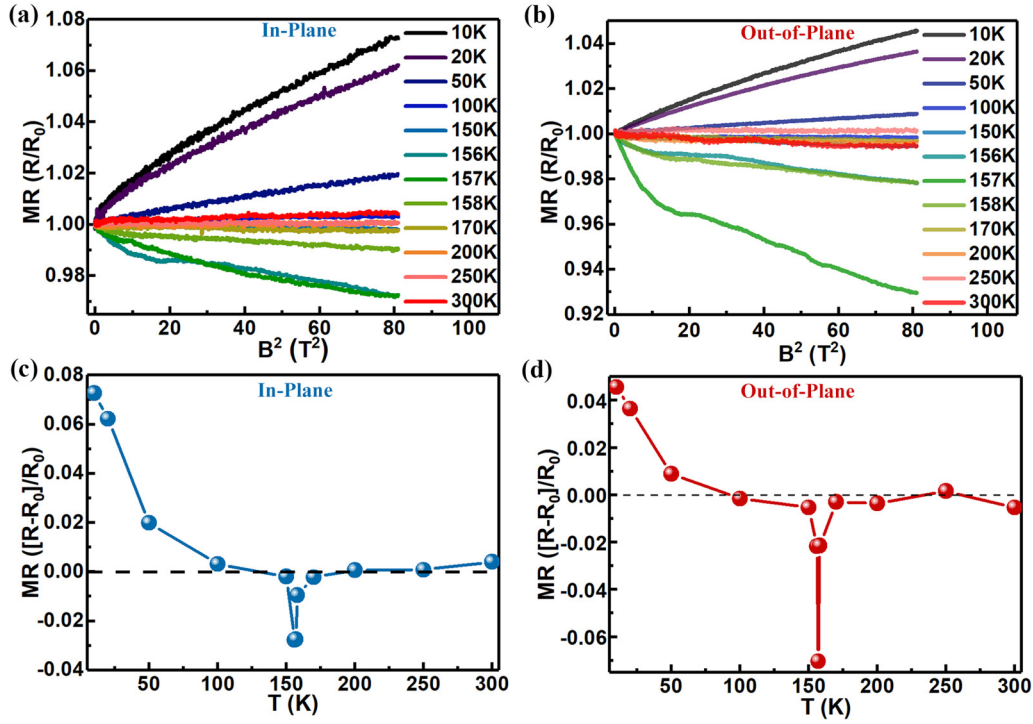 (a)
In-Plane
MR (R/R0)
1.06
1.04
1.02
1.00
0.98
0 20 40 60 80 100
B² (T²)
10K
20K
50K
100K
150K
156K
157K
158K
170K
200K
250K
300K
(b)
Out-of-Plane
MR (R/R0)
1.04
1.00
0.98
0.96
0.94
0.92
0 20 40 60 80 100
B² (T²)
10K
20K
50K
100K
150K
156K
157K
158K
170K
200K
250K
300K
(c)
In-Plane
MR ([R-R0]/R0)
0.08
0.06
0.04
0.02
0.00
-0.02
-0.04
50 100 150 200 250 300
T (K)
(d)
Out-of-Plane
MR ([R-R0]/R0)
0.04
0.02
0.00
-0.02
-0.04
-0.06
50 100 150 200 250 300
T (K)